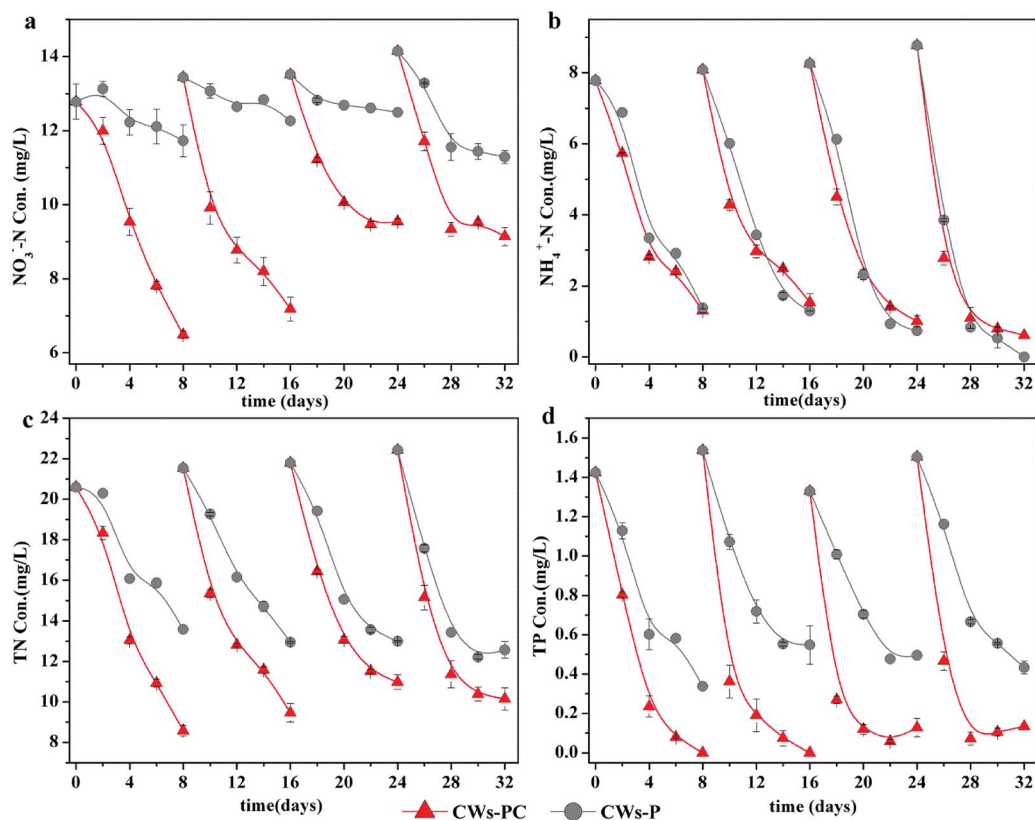 a
14
12
10
8
6
NO₃⁻-N Con. (mg/L)
0 4 8 12 16 20 24 28 32
time (days)
b
8
6
4
2
0
NH₄⁺-N Con.(mg/L)
0 4 8 12 16 20 24 28 32
time(days)
c
24
22
20
18
16
14
12
10
8
TN Con.(mg/L)
0 4 8 12 16 20 24 28 32
time(days)
d
1.6
1.4
1.2
1.0
0.8
0.6
0.4
0.2
0.0
TP Con.(mg/L)
0 4 8 12 16 20 24 28 32
time(days)
CWs-PC CWs-P